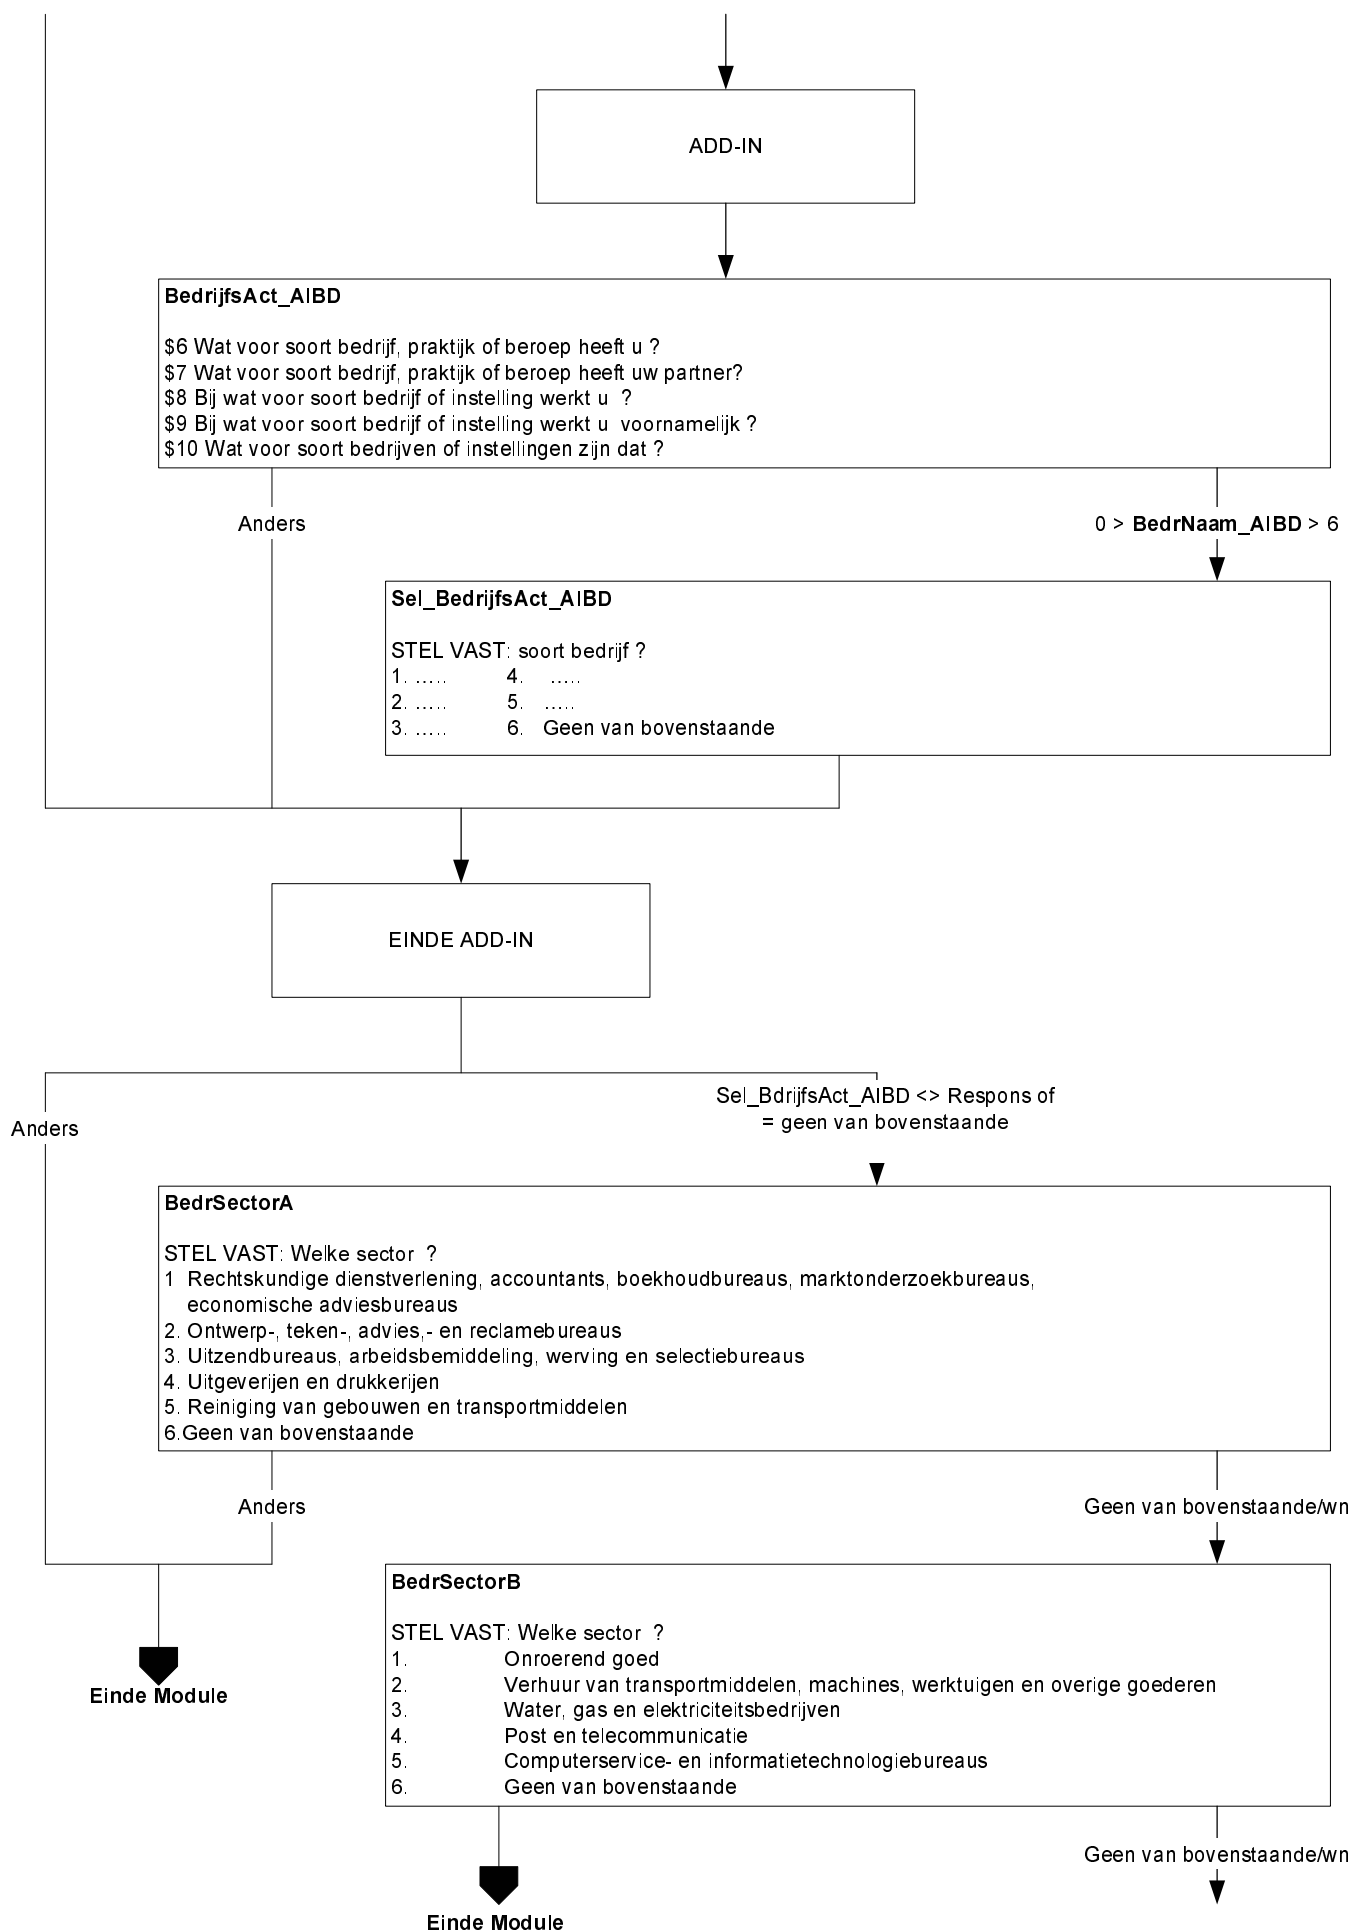 ADD-IN
BedrijfsAct_AIBD
$6 Wat voor soort bedrijf, praktijk of beroep heeft u ?
$7 Wat voor soort bedrijf, praktijk of beroep heeft uw partner?
$8 Bij wat voor soort bedrijf of instelling werkt u  ?
$9 Bij wat voor soort bedrijf of instelling werkt u  voornamelijk ?
$10 Wat voor soort bedrijven of instellingen zijn dat ?
Anders
0 > BedrNaam_AIBD > 6
Sel_BedrijfsAct_AIBD
STEL VAST: soort bedrijf ?
1. ….. 4. …..
2. ….. 5. …..
3. ….. 6. Geen van bovenstaande
EINDE ADD-IN
Sel_BdrijfsAct_AIBD <> Respons of
= geen van bovenstaande
Anders
BedrSectorA
STEL VAST: Welke sector  ?
1  Rechtskundige dienstverlening, accountants, boekhoudbureaus, marktonderzoekbureaus,
economische adviesbureaus
2. Ontwerp-, teken-, advies,- en reclamebureaus
3. Uitzendbureaus, arbeidsbemiddeling, werving en selectiebureaus
4. Uitgeverijen en drukkerijen
5. Reiniging van gebouwen en transportmiddelen
6.Geen van bovenstaande
Anders
Geen van bovenstaande/wn
BedrSectorB
STEL VAST: Welke sector  ?
1. Onroerend goed
2. Verhuur van transportmiddelen, machines, werktuigen en overige goederen
3. Water, gas en elektriciteitsbedrijven
4. Post en telecommunicatie
5. Computerservice- en informatietechnologiebureaus
6. Geen van bovenstaande
Einde Module
Geen van bovenstaande/wn
Einde Module